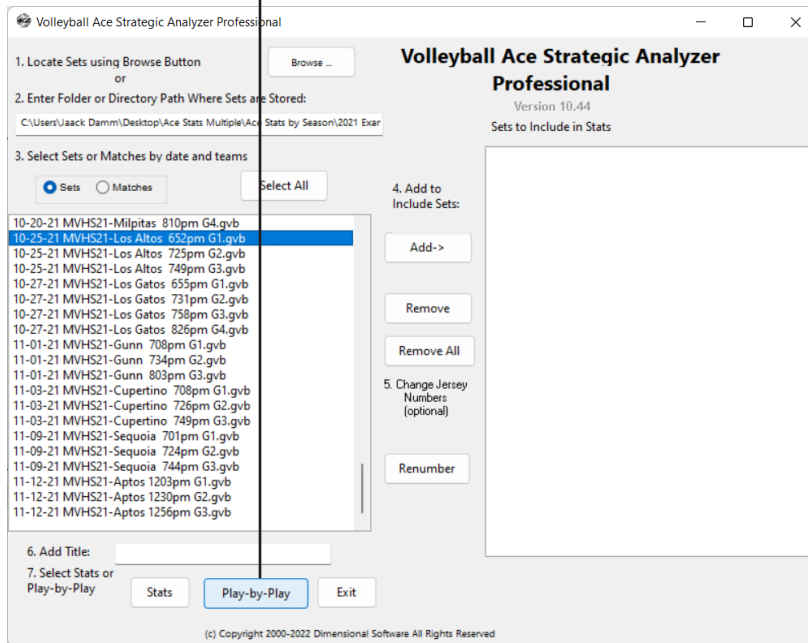 Volleyball Ace Strategic Analyzer Professional
1. Locate Sets using Browse Button
or
Browse ...
2. Enter Folder or Directory Path Where Sets are Stored:
C:\Users\Jaack Damm\Desktop\Ace Stats Multiple\Ace Stats by Season\2021 Exar
3. Select Sets or Matches by date and teams
Sets
Matches
Select All
10-20-21 MVHS21-Milpitas 810pm G4.gvb
10-25-21 MVHS21-Los Altos 652pm G1.gvb
10-25-21 MVHS21-Los Altos 725pm G2.gvb
10-25-21 MVHS21-Los Altos 749pm G3.gvb
10-27-21 MVHS21-Los Gatos 655pm G1.gvb
10-27-21 MVHS21-Los Gatos 731pm G2.gvb
10-27-21 MVHS21-Los Gatos 758pm G3.gvb
10-27-21 MVHS21-Los Gatos 826pm G4.gvb
11-01-21 MVHS21-Gunn 708pm G1.gvb
11-01-21 MVHS21-Gunn 734pm G2.gvb
11-01-21 MVHS21-Gunn 803pm G3.gvb
11-03-21 MVHS21-Cupertino 708pm G1.gvb
11-03-21 MVHS21-Cupertino 726pm G2.gvb
11-03-21 MVHS21-Cupertino 749pm G3.gvb
11-09-21 MVHS21-Sequoia 701pm G1.gvb
11-09-21 MVHS21-Sequoia 724pm G2.gvb
11-09-21 MVHS21-Sequoia 744pm G3.gvb
11-12-21 MVHS21-Aptos 1203pm G1.gvb
11-12-21 MVHS21-Aptos 1230pm G2.gvb
11-12-21 MVHS21-Aptos 1256pm G3.gvb
4. Add to
Include Sets:
Add->
Remove
Remove All
5. Change Jersey
Numbers
(optional)
Renumber
Volleyball Ace Strategic Analyzer
Professional
Version 10.44
Sets to Include in Stats
6. Add Title:
7. Select Stats or
Play-by-Play
Stats
Play-by-Play
Exit
(c) Copyright 2000-2022 Dimensional Software All Rights Reserved